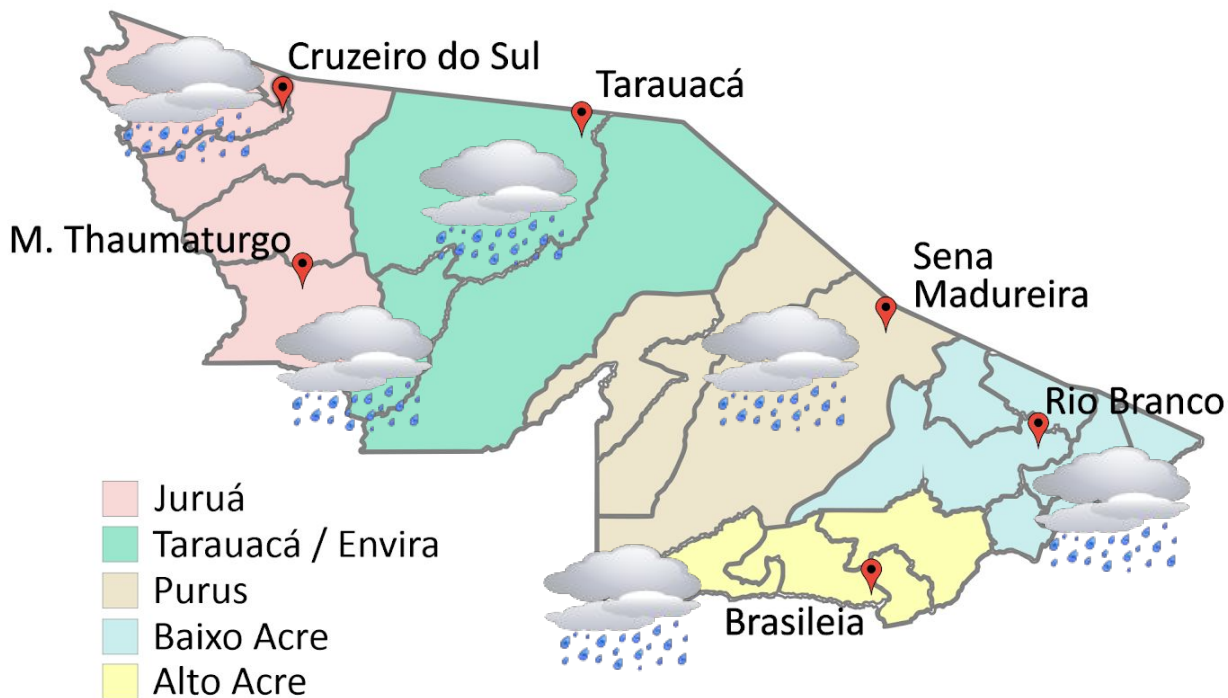 Cruzeiro do Sul
Tarauacá
M. Thaumaturgo
Sena
Madureira
Rio Branco
Brasileia
Juruá
Tarauacá / Envira
Purus
Baixo Acre
Alto Acre